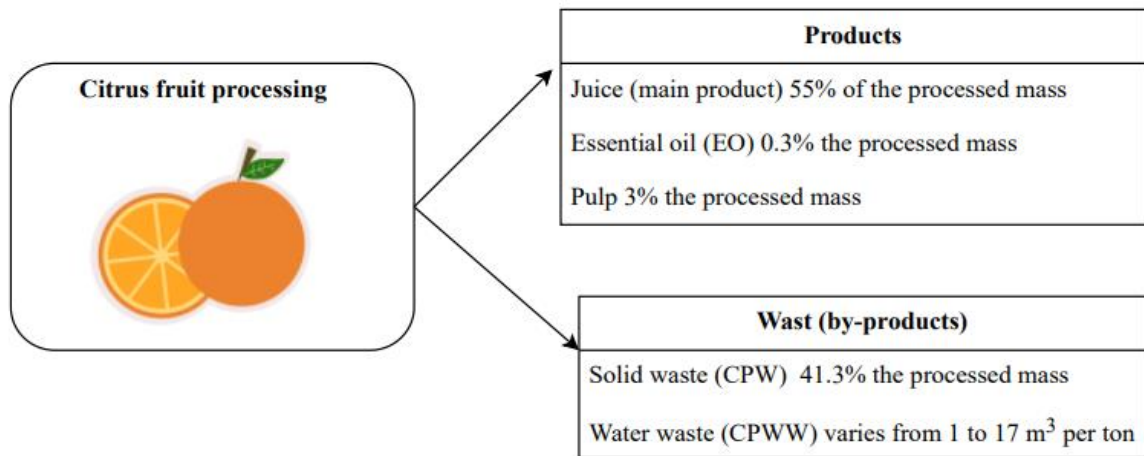 Citrus fruit processing
Products
Juice (main product) 55% of the processed mass
Essential oil (EO) 0.3% the processed mass
Pulp 3% the processed mass
Wast (by-products)
Solid waste (CPW) 41.3% the processed mass
Water waste (CPWW) varies from 1 to 17 m³ per ton